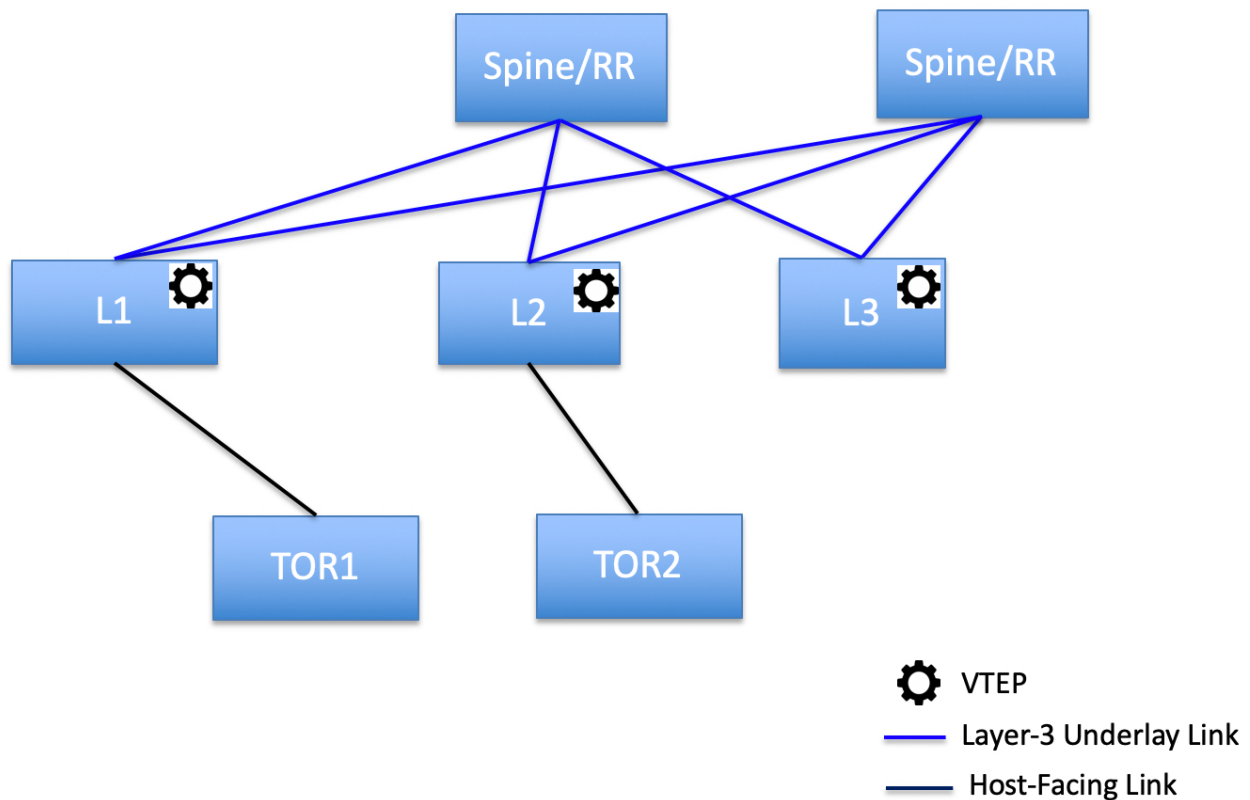 Spine/RR
Spine/RR
L1
L2
L3
TOR1
TOR2
VTEP
Layer-3 Underlay Link
Host-Facing Link